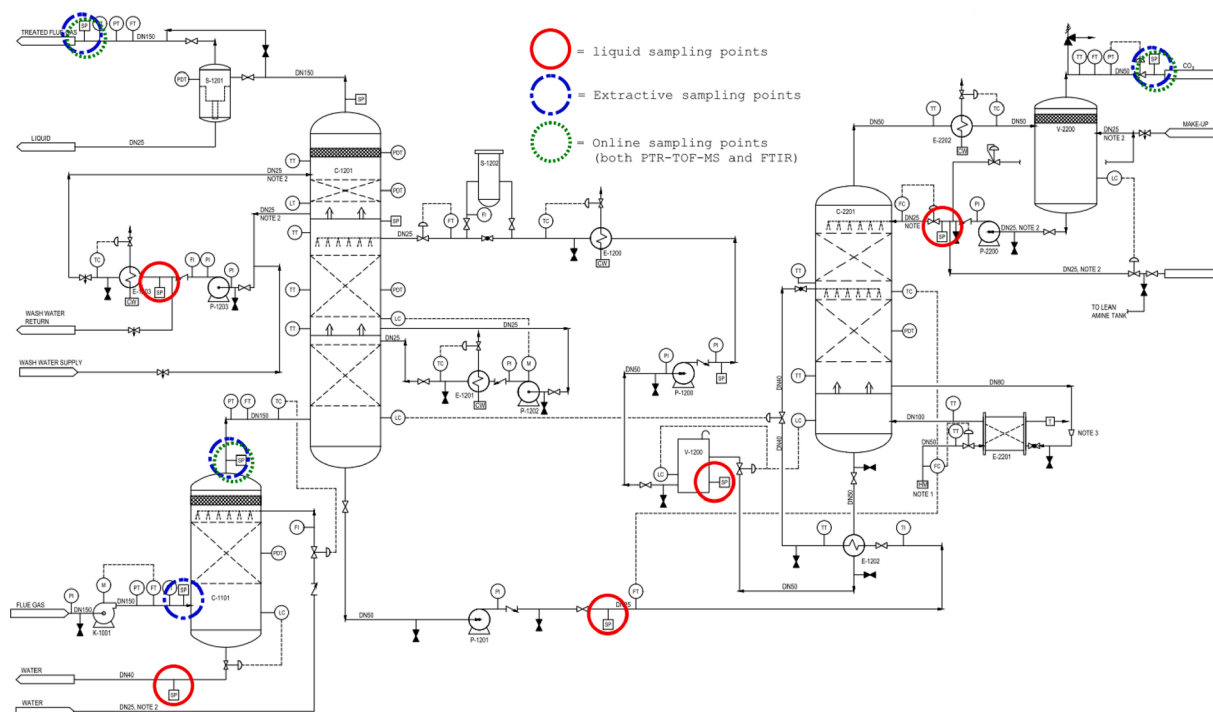 TREATED FLUE GAS
SP
PT
FT
DN150
S-1201
PDT
DN150
SP
LIQUID
DN25
= liquid sampling points
= Extractive sampling points
= Online sampling points
(both PTR-TOF-MS and FTIR)
TT
FT
PT
SP
DN50
CO2
V-2200
DN50
TT
TC
DN50
E-2202
CW
DN25
NOTE 2
MAKE-UP
LC
TT
C-1201
PDT
DN25
NOTE 2
LT
PDT
DN25
NOTE 2
SP
TT
DN25
S-1202
FI
FT
TC
E-1200
CW
C-2201
FC
DN25
NOTE
SP
PI
P-2200
DN25, NOTE 2
DN25, NOTE 2
TO LEAN
AMINE TANK
TC
E-1203
CW
SP
FI
PI
PI
P-1203
PDT
TT
TC
PDT
WASH WATER
RETURN
WASH WATER SUPPLY
TT
LC
DN25
DN25
TC
PI
M
E-1201
CW
P-1202
DN50
PI
PI
P-1200
SP
DN40
TT
DN80
PT
FT
TC
DN150
LC
DN40
LC
DN100
TT
TT
DN50
T
NOTE 3
E-2201
HM
NOTE 1
FC
V-1200
LC
SP
DN50
SP
FI
PDT
C-1101
LC
TT
TI
E-1202
DN50
FLUE GAS
PI
DN150
M
K-1001
DN150
PT
FT
SP
DN50
PI
P-1201
SP
FT
WATER
DN40
SP
WATER
DN25, NOTE 2